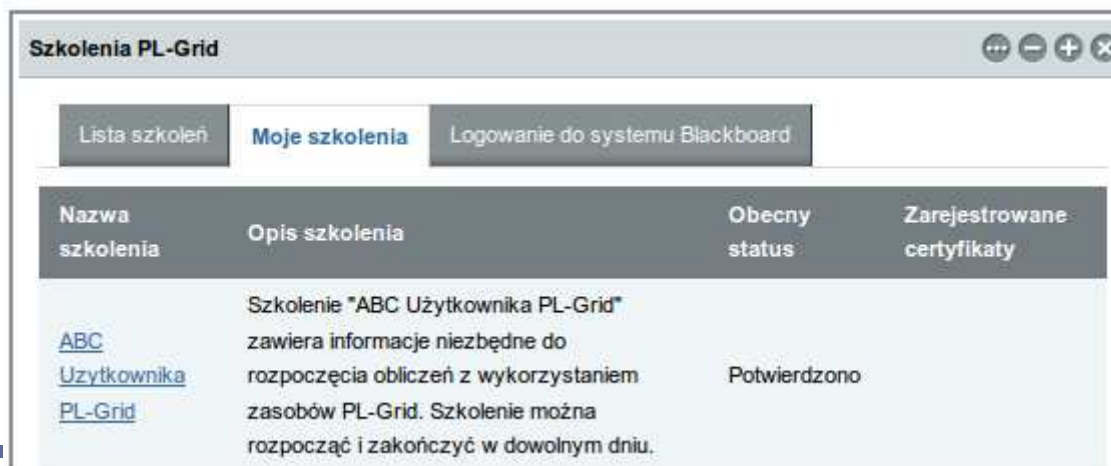 Szkolenia PL-Grid
Lista szkoleń
Moje szkolenia
Logowanie do systemu Blackboard
Nazwa szkolenia
Opis szkolenia
Obecny status
Zarejestrowane certyfikaty
ABC
Uzytkownika
PL-Grid
Szkolenie "ABC Użytkownika PL-Grid"
zawiera informacje niezbędne do
rozpoczęcia obliczeń z wykorzystaniem
zasobów PL-Grid. Szkolenie można
rozpocząć i zakończyć w dowolnym dniu.
Potwierdzono